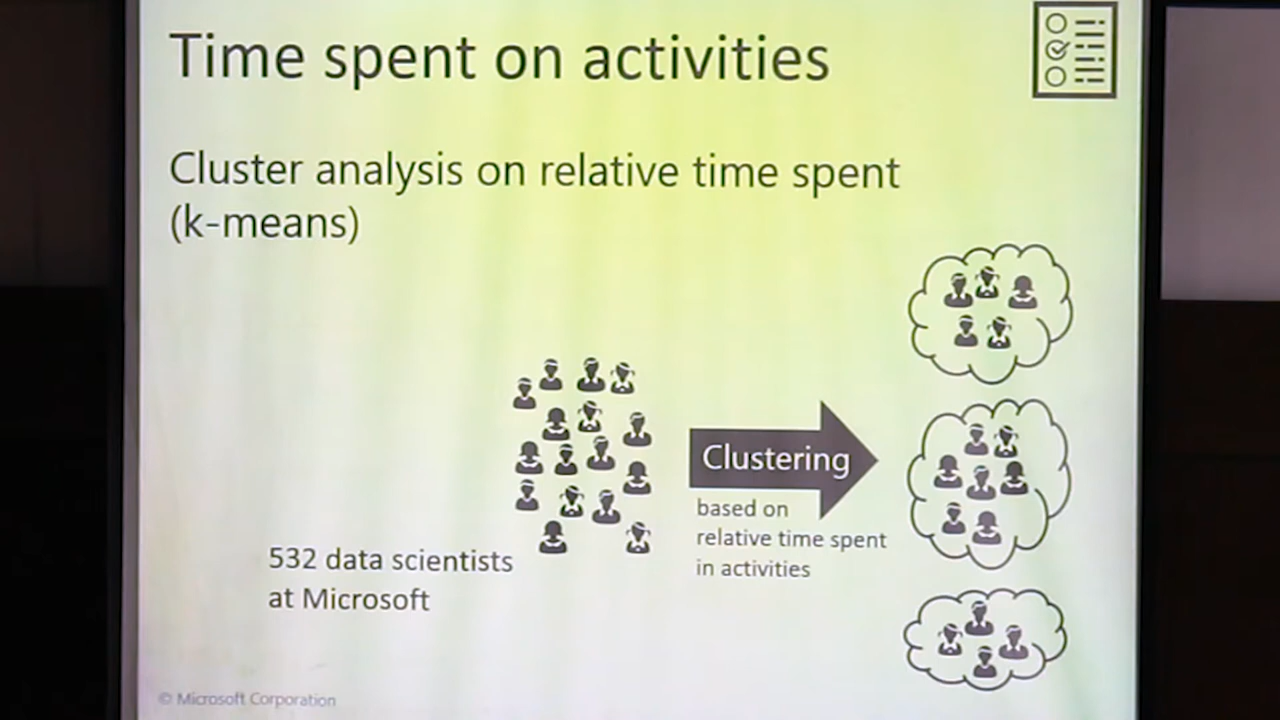 Time spent on activities
Cluster analysis on relative time spent
(k-means)
Clustering
based on
relative time spent
in activities
532 data scientists
at Microsoft
© Microsoft Corporation